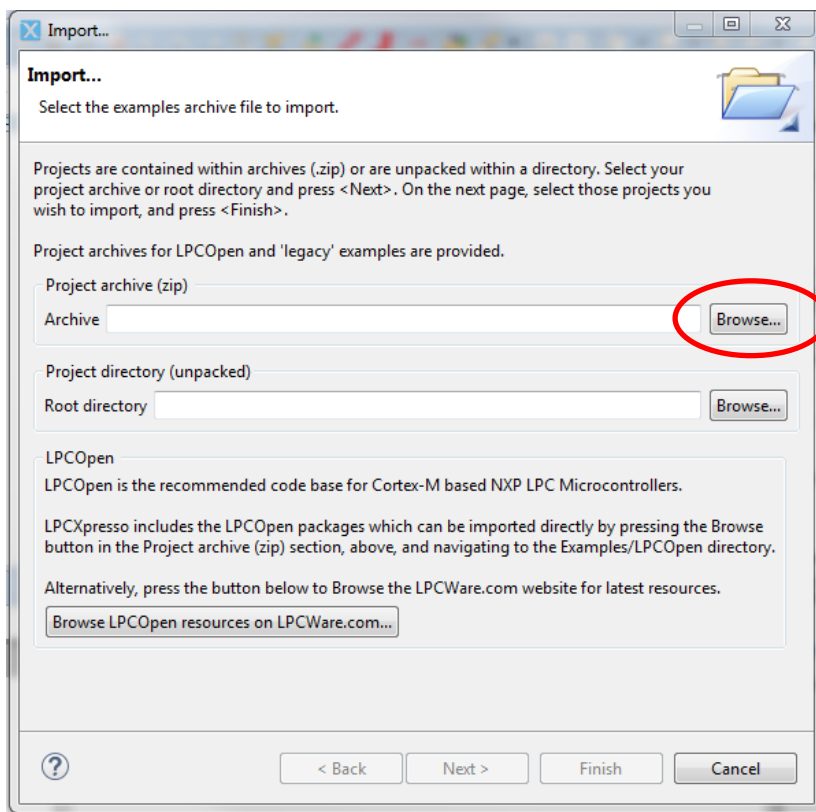 Import...
Import...
Select the examples archive file to import.
Projects are contained within archives (.zip) or are unpacked within a directory. Select your
project archive or root directory and press <Next>. On the next page, select those projects you
wish to import, and press <Finish>.
Project archives for LPCOpen and 'legacy' examples are provided.
Project archive (zip)
Archive Browse...
Project directory (unpacked)
Root directory Browse...
LPCOpen
LPCOpen is the recommended code base for Cortex-M based NXP LPC Microcontrollers.
LPCXpresso includes the LPCOpen packages which can be imported directly by pressing the Browse
button in the Project archive (zip) section, above, and navigating to the Examples/LPCOpen directory.
Alternatively, press the button below to Browse the LPCWare.com website for latest resources.
Browse LPCOpen resources on LPCWare.com...
? < Back Next > Finish Cancel